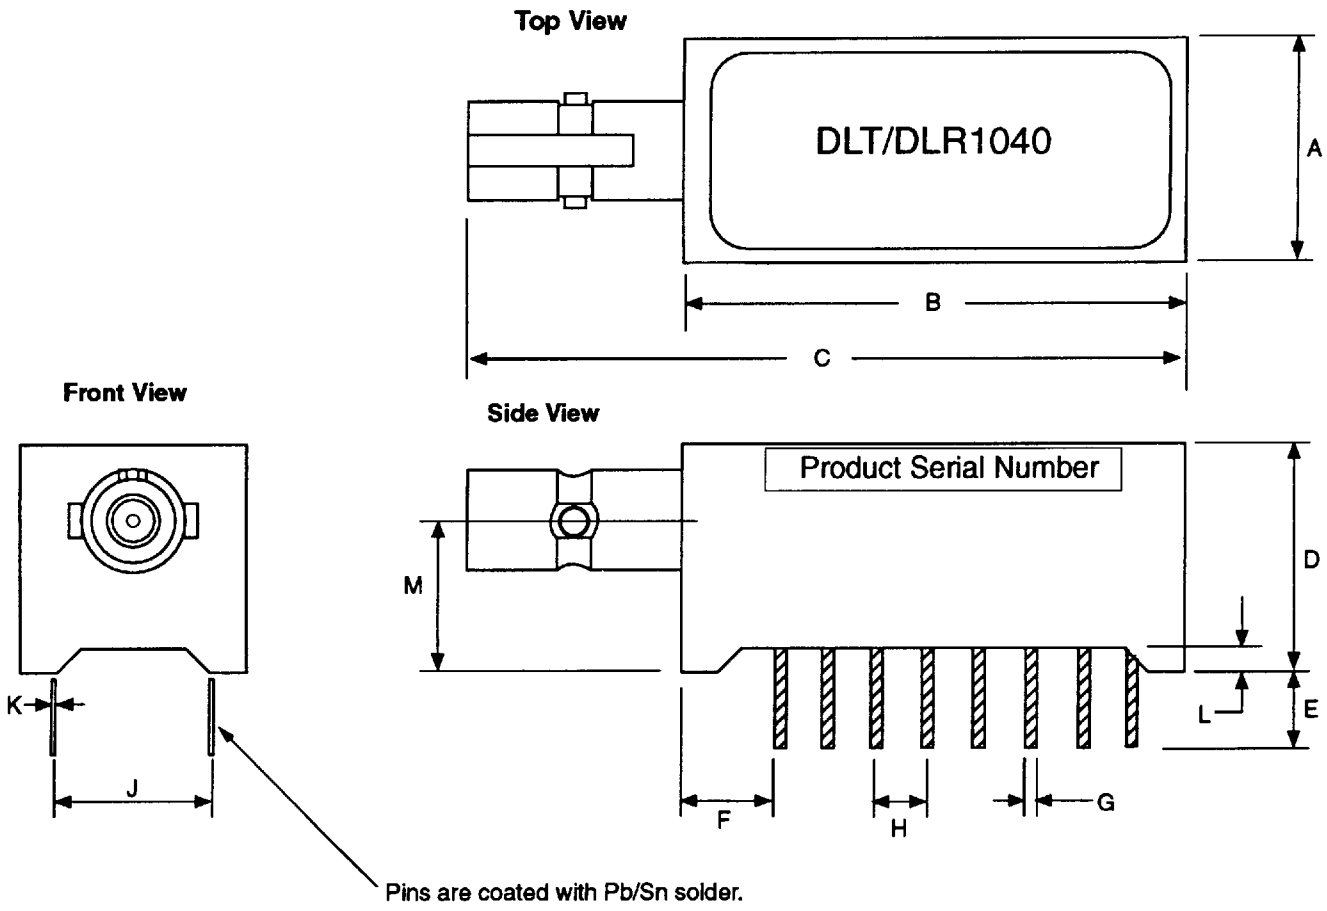 Top View
DLT/DLR1040
A
B
C
Front View
Side View
Product Serial Number
M
D
K
L
E
J
F
H
G
Pins are coated with Pb/Sn solder.